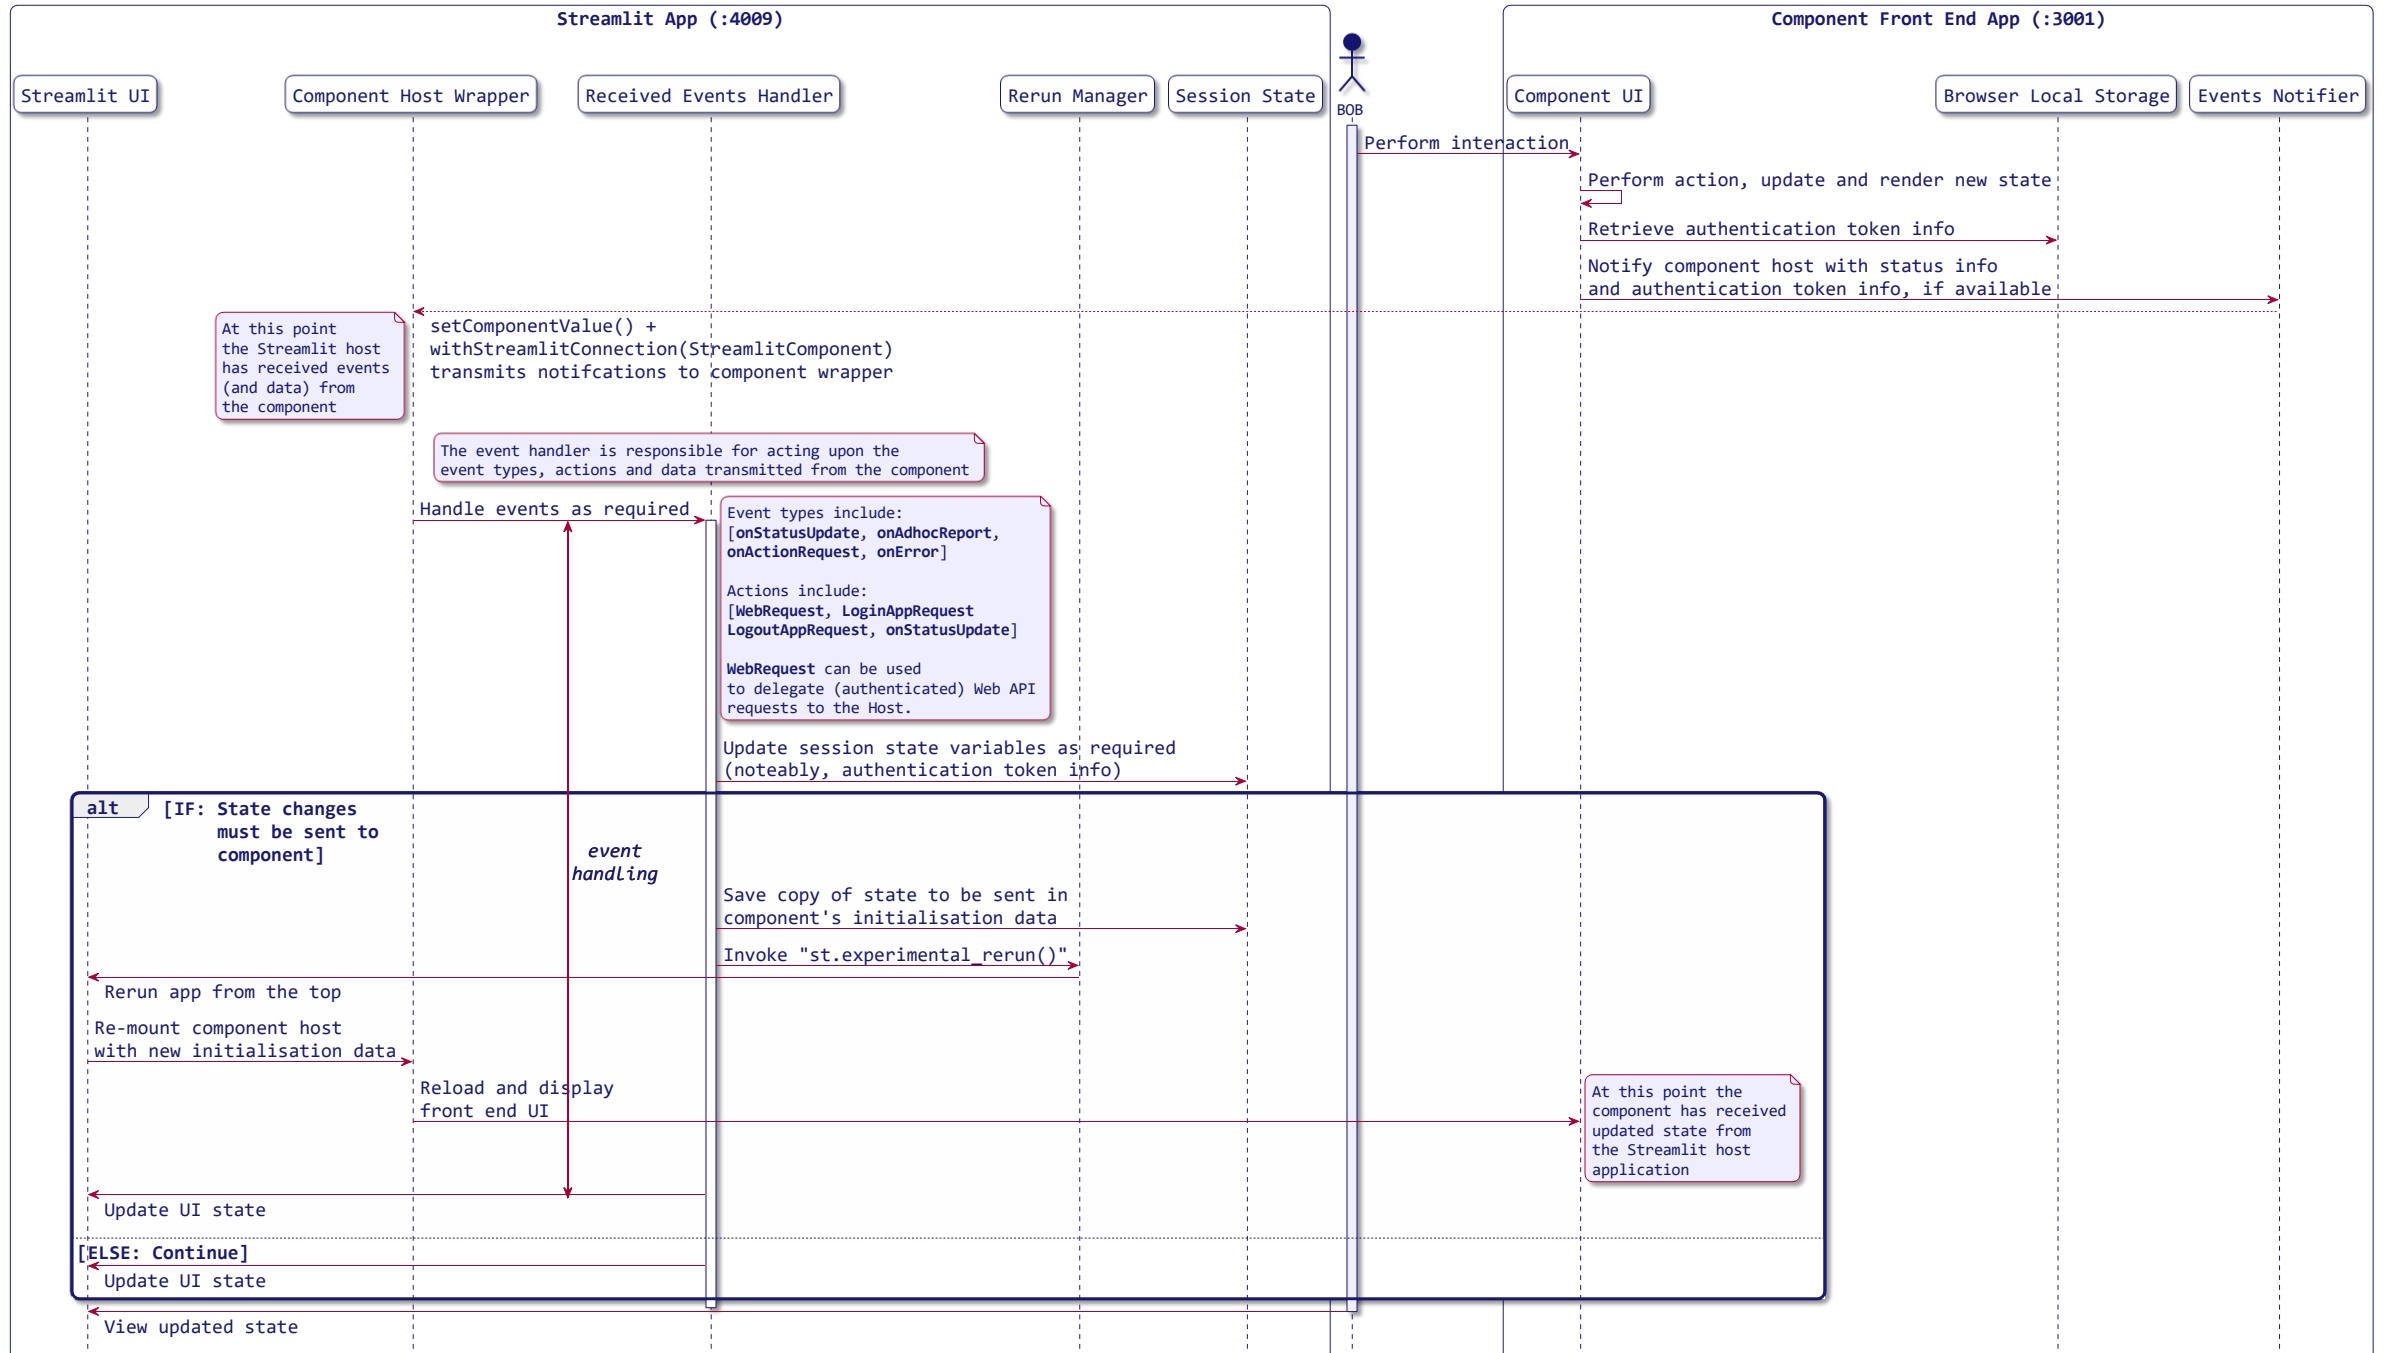 Streamlit App (:4009)
Component Front End App (:3001)
Streamlit UI
Component Host Wrapper
Received Events Handler
Rerun Manager
Session State
BOB
Component UI
Browser Local Storage
Events Notifier
Perform interaction
Perform action, update and render new state
Retrieve authentication token info
Notify component host with status info
and authentication token info, if available
At this point
the Streamlit host
has received events
(and data) from
the component
setComponentValue() +
withStreamlitConnection(StreamlitComponent)
transmits notifcations to component wrapper
The event handler is responsible for acting upon the
event types, actions and data transmitted from the component
Handle events as required
Event types include:
[onStatusUpdate, onAdhocReport,
onActionRequest, onError]
Actions include:
[WebRequest, LoginAppRequest
LogoutAppRequest, onStatusUpdate]
WebRequest can be used
to delegate (authenticated) Web API
requests to the Host.
Update session state variables as required
(noteably, authentication token info)
alt
[IF: State changes
must be sent to
component]
event
handling
Save copy of state to be sent in
component's initialisation data
Invoke "st.experimental_rerun()"
Rerun app from the top
Re-mount component host
with new initialisation data
Reload and display
front end UI
At this point the
component has received
updated state from
the Streamlit host
application
Update UI state
[ELSE: Continue]
Update UI state
View updated state